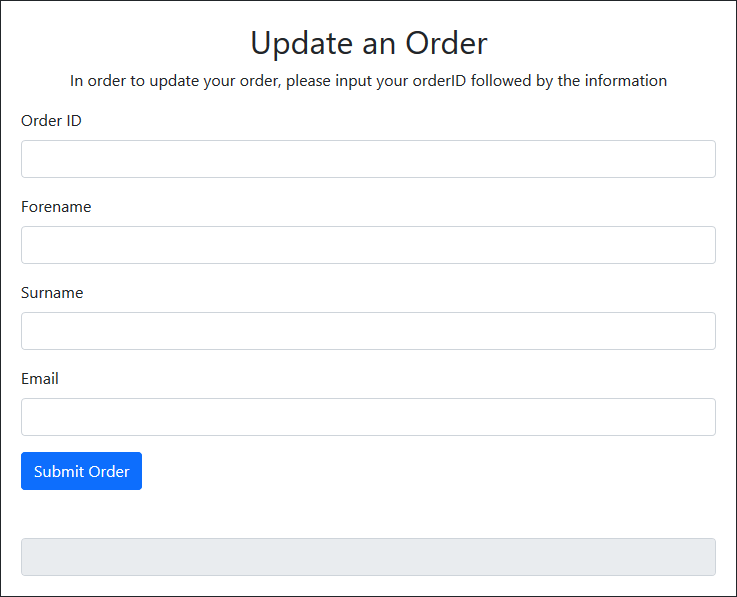 Update an Order
In order to update your order, please input your orderID followed by the information
Order ID
Forename
Surname
Email
Submit Order